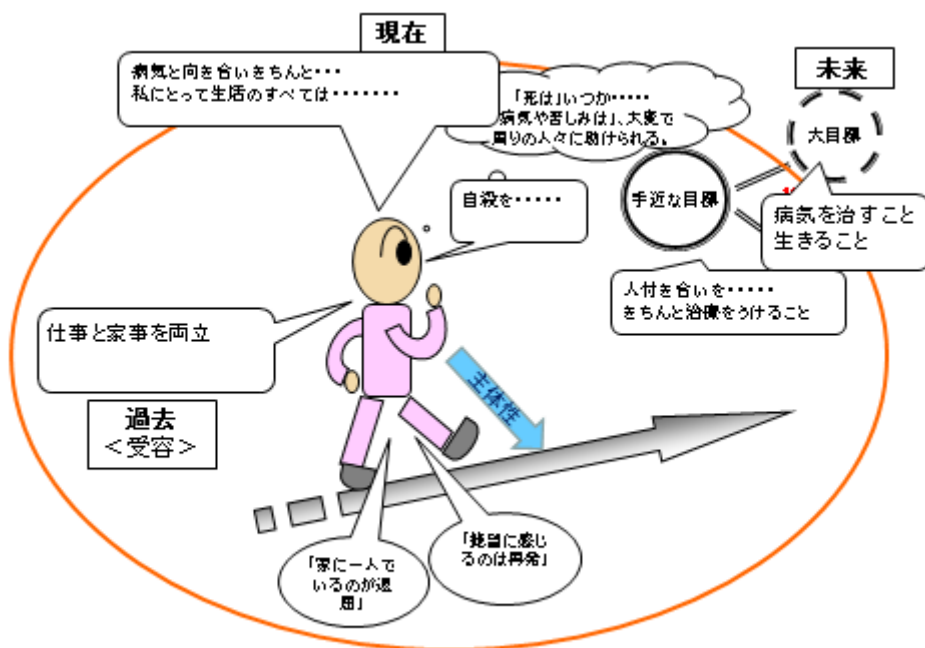 現在
病気と向き合いきちんと・・・
私にとって生活のすべては・・・・・・・
「死は」いつか・・・・・
病気や苦しみは」、大変で
周りの人々に助けられる。
未来
大目標
手近な目標
病気を治すこと
生きること
自殺を・・・・・
人付き合いを・・・・・
きちんと治療をうけること
仕事と家事を両立
過去
＜受容＞
主体性
「家に一人で
いるのが退
屈」
「絶望に感じ
るのは再発」